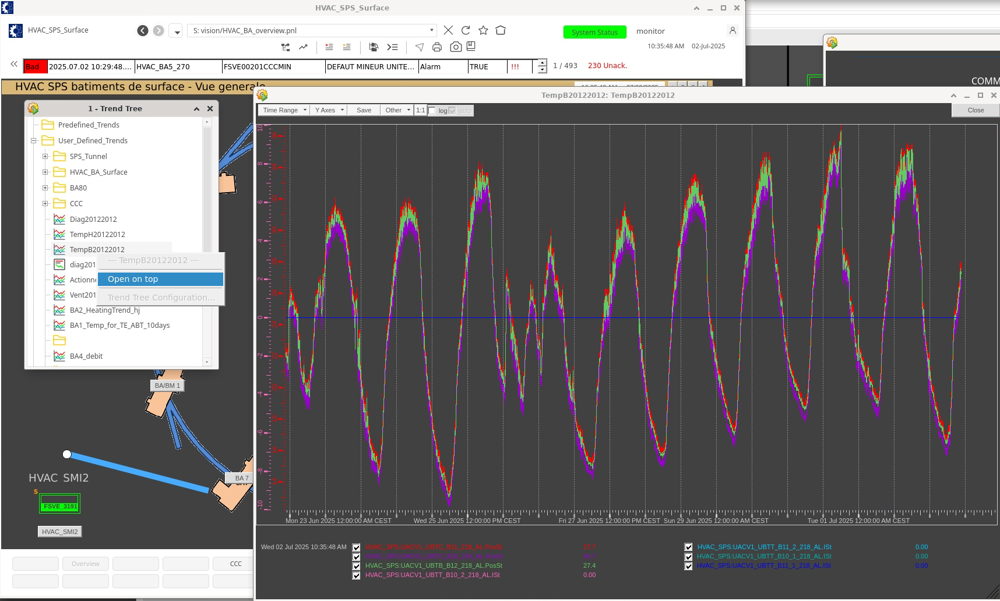 HVAC_SPS_Surface
HVAC_SPS_Surface
S: vision/HVAC_BA_overview.pnl
System Status
monitor
10:35:48 AM 02-Jul-2025
Bad 2025.07.02 10:29:48.... HVAC_BA5_270 FSVE00201CCCMIN DEFAUT MINEUR UNITE... Alarm TRUE !!!
1 / 493 230 Unack.
COMM
HVAC SPS batiments de surface - Vue generale
TempB20122012: TempB20122012
Time Range Y Axes Save Other 1:1 log auto
Close
1 - Trend Tree
Predefined_Trends
User_Defined_Trends
SPS_Tunnel
HVAC_BA_Surface
BA80
CCC
Diag20122012
TempH20122012
TempB20122012
--- TempB20122012 ---
diag201
Open on top
Actionne
Vent201
Trend Tree Configuration...
BA2_HeatingTrend_hj
BA1_Temp_for_TE_ABT_10days
BA4_debit
BA/BM 1
BA 7
HVAC SMI2
S
FSVE_3191
HVAC_SMI2
Overview
CCC
10
8
6
4
2
0
-2
-4
-6
-8
-10
Mon 23 Jun 2025 12:00:00 AM CEST Wed 25 Jun 2025 12:00:00 PM CEST Fri 27 Jun 2025 12:00:00 PM CEST Sun 29 Jun 2025 12:00:00 AM CEST Tue 01 Jul 2025 12:00:00 AM CEST
Wed 02 Jul 2025 10:35:48 AM
HVAC_SPS:UACV1_UBTC_B11_218_AL.PosSt 27.7
HVAC_SPS:UACV1_UBTB_B12_218_AL.PosSt 27.4
HVAC_SPS:UACV1_UBTT_B10_2_218_AL.ISt 0.00
HVAC_SPS:UACV1_UBTT_B11_2_218_AL.ISt 0.00
HVAC_SPS:UACV1_UBTT_B10_1_218_AL.ISt 0.00
HVAC_SPS:UACV1_UBTT_B11_1_218_AL.ISt 0.00